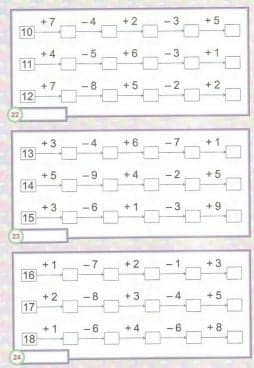 +7 -4 +2 -3 +5
10
+4 -5 +6 -3 +1
11
+7 -8 +5 -2 +2
12
22
+3 -4 +6 -7 +1
13
+5 -9 +4 -2 +5
14
+3 -6 +1 -3 +9
15
23
+1 -7 +2 -1 +3
16
+2 -8 +3 -4 +5
17
+1 -6 +4 -6 +8
18
24